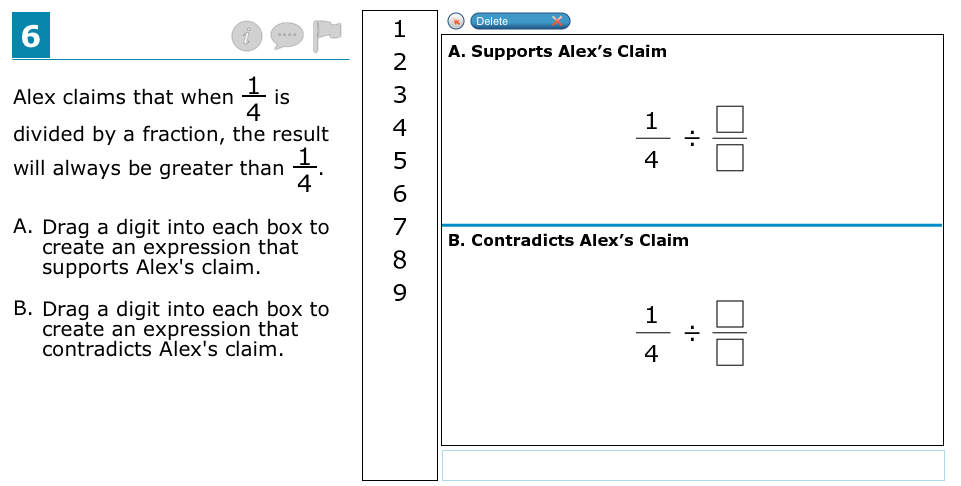 6
i
Alex claims that when 1/4 is
divided by a fraction, the result
will always be greater than 1/4.
A. Drag a digit into each box to
create an expression that
supports Alex's claim.
B. Drag a digit into each box to
create an expression that
contradicts Alex's claim.
1
2
3
4
5
6
7
8
9
Delete
A. Supports Alex’s Claim
1/4 ÷ □/□
B. Contradicts Alex’s Claim
1/4 ÷ □/□